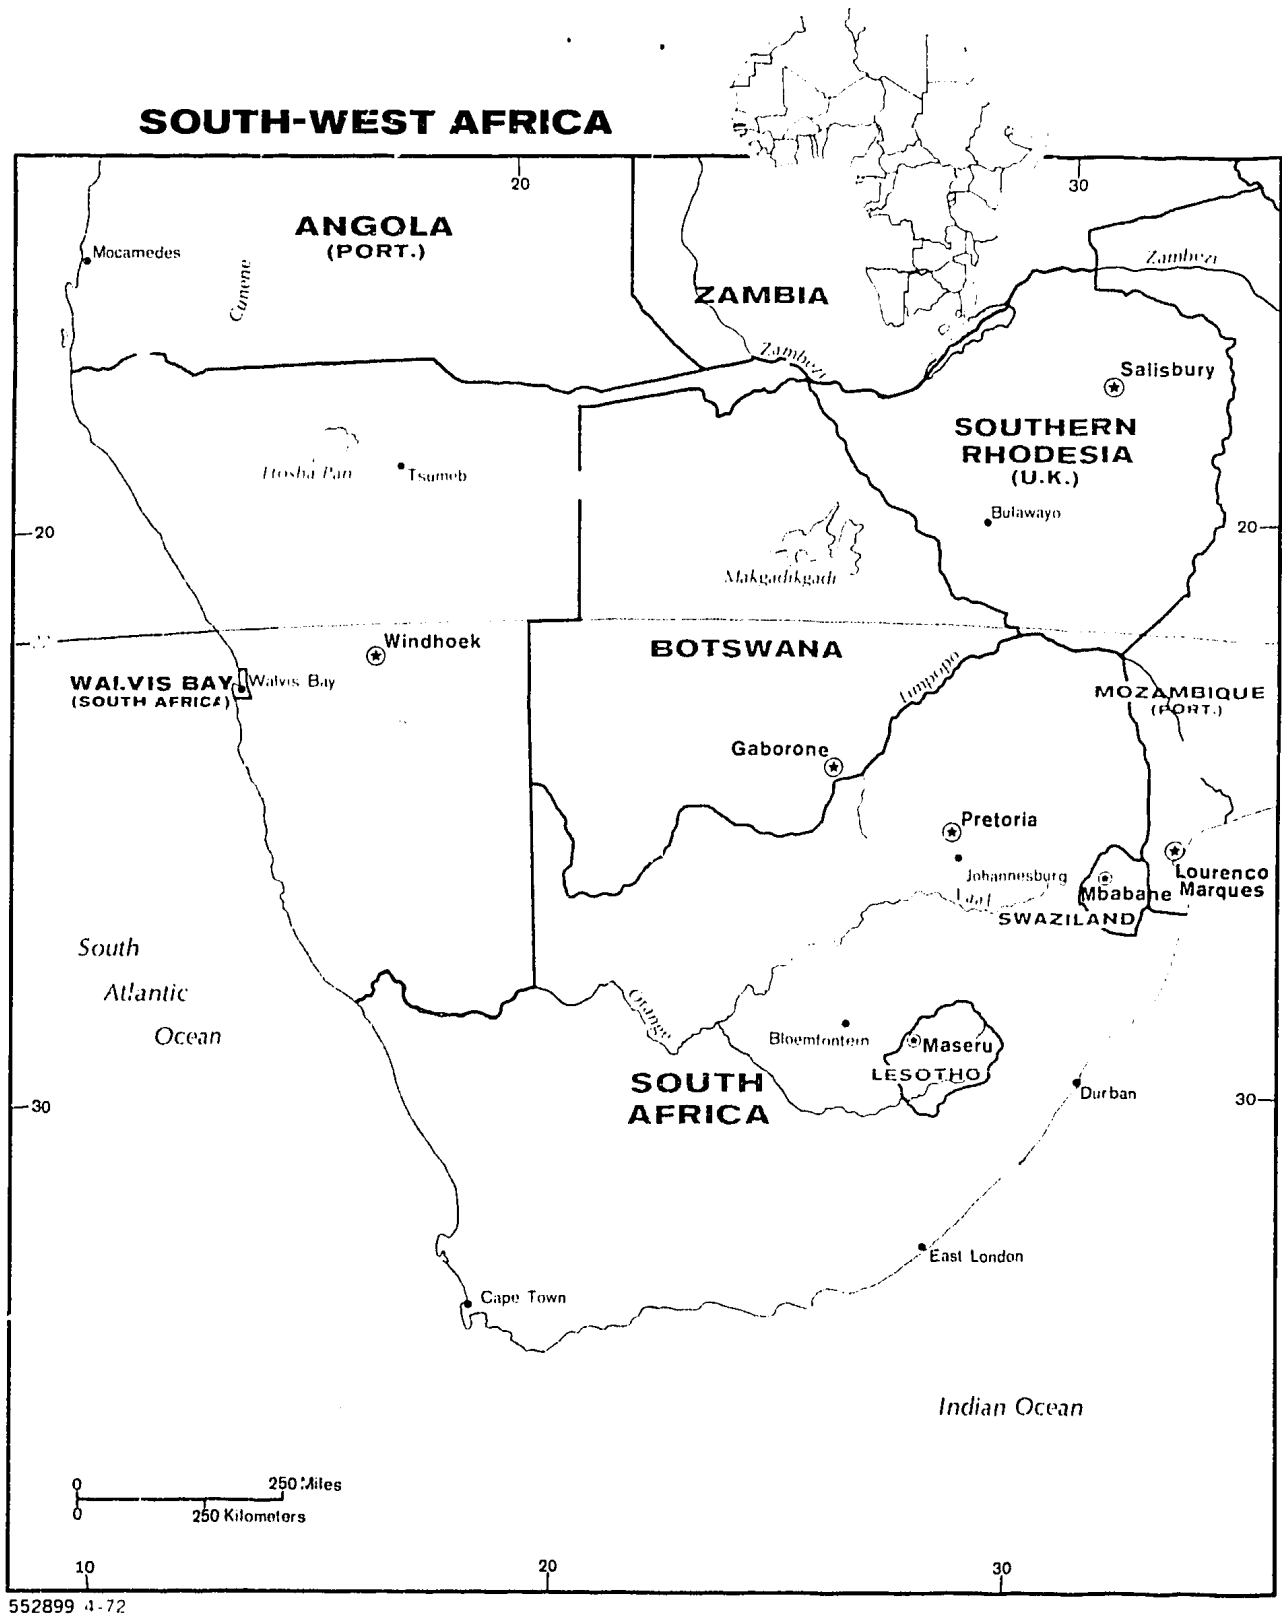 SOUTH-WEST AFRICA
20
30
ANGOLA
(PORT.)
Mocamedes
Cunene
ZAMBIA
Zambezi
Zambezi
Salisbury
SOUTHERN
RHODESIA
(U.K.)
Bulawayo
Tsumeb
20
20
Makgadikgadi
Windhoek
BOTSWANA
WALVIS BAY
(SOUTH AFRICA)
Walvis Bay
Limpopo
MOZAMBIQUE
(PORT.)
Gaborone
Pretoria
Johannesburg
Lourenco
Marques
Mbabane
SWAZILAND
South
Atlantic
Ocean
Orange
Bloemfontein
Maseru
LESOTHO
SOUTH
AFRICA
Durban
30
30
East London
Cape Town
Indian Ocean
0 250 Miles
0 250 Kilometers
10
20
30
552899 4-72